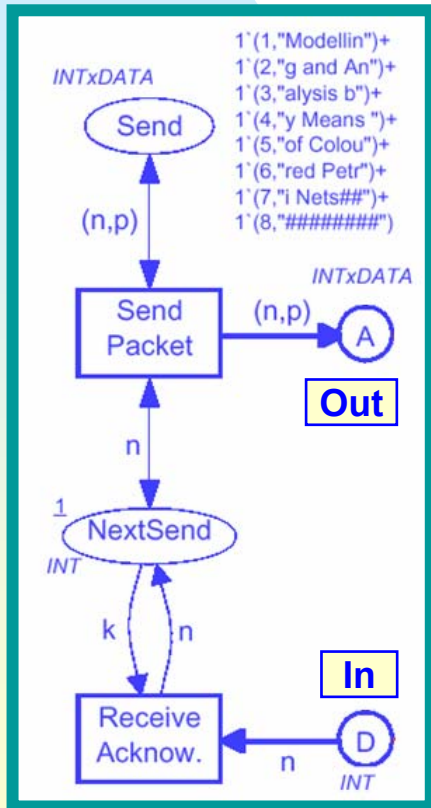 INTxDATA
Send
1`(1,"Modellin")+
1`(2,"g and An")+
1`(3,"alysis b")+
1`(4,"y Means ")+
1`(5,"of Colou")+
1`(6,"red Petr")+
1`(7,"i Nets##")+
1`(8,"########")
(n,p)
INTxDATA
Send
Packet
(n,p)
A
Out
n
1
NextSend
INT
k
n
In
Receive
Acknow.
n
D
INT